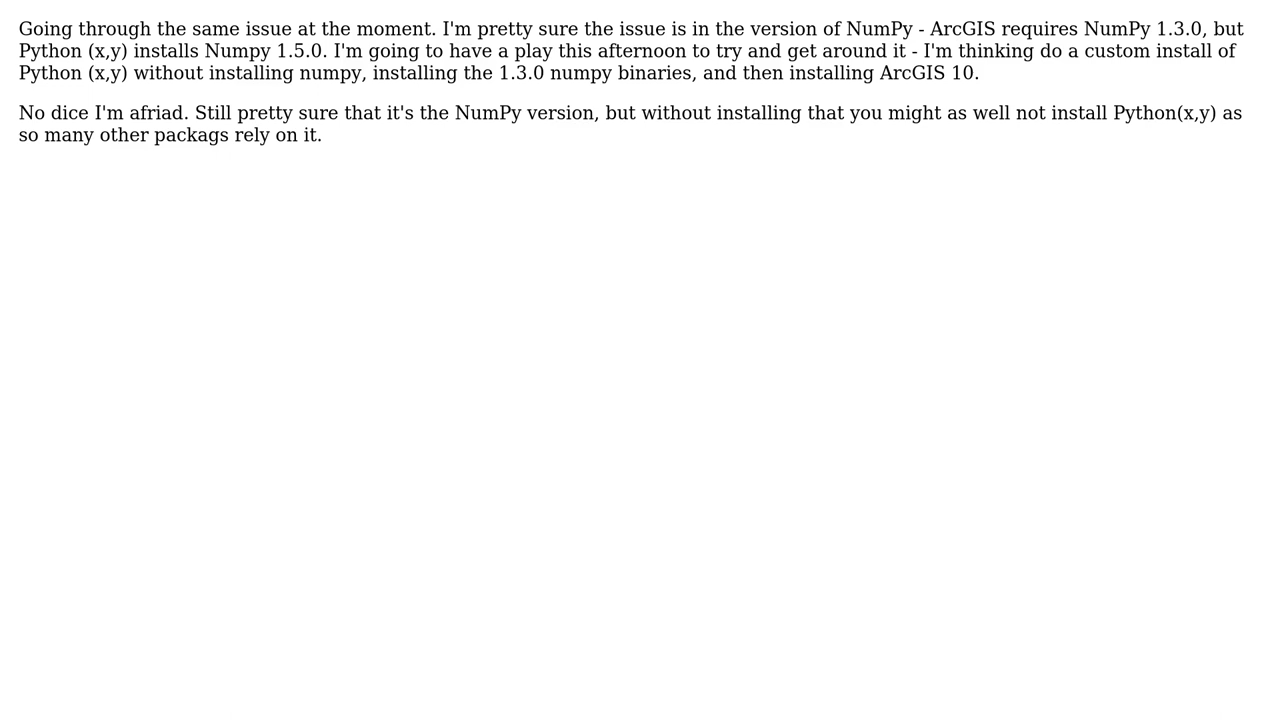 Going through the same issue at the moment. I'm pretty sure the issue is in the version of NumPy - ArcGIS requires NumPy 1.3.0, but
Python (x,y) installs Numpy 1.5.0. I'm going to have a play this afternoon to try and get around it - I'm thinking do a custom install of
Python (x,y) without installing numpy, installing the 1.3.0 numpy binaries, and then installing ArcGIS 10.
No dice I'm afriad. Still pretty sure that it's the NumPy version, but without installing that you might as well not install Python(x,y) as
so many other packags rely on it.